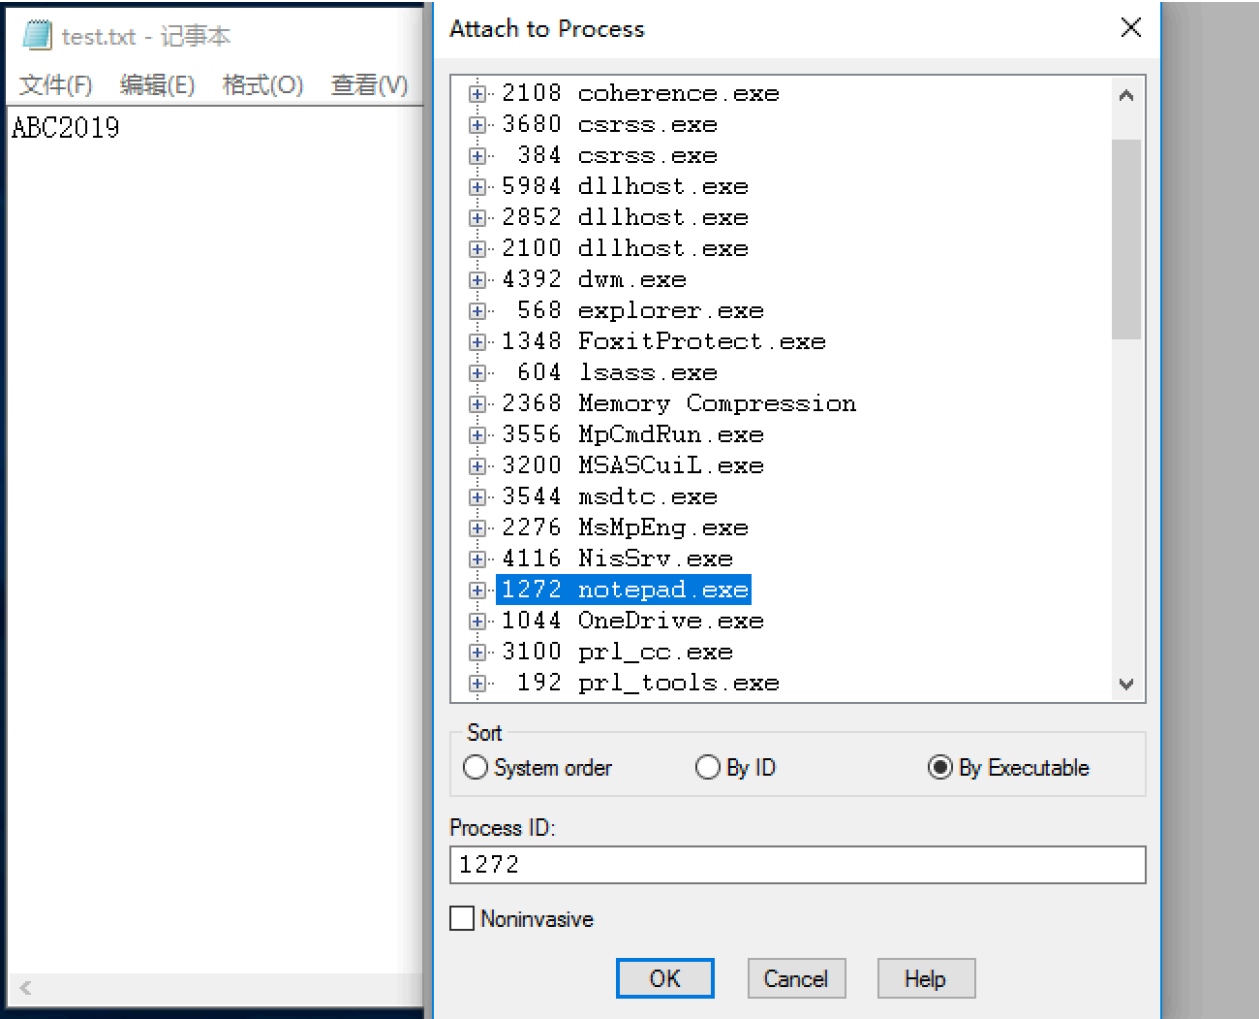 test.txt - 记事本
文件(F) 编辑(E) 格式(O) 查看(V)
ABC2019
Attach to Process
2108 coherence.exe
3680 csrss.exe
384 csrss.exe
5984 dllhost.exe
2852 dllhost.exe
2100 dllhost.exe
4392 dwm.exe
568 explorer.exe
1348 FoxitProtect.exe
604 lsass.exe
2368 Memory Compression
3556 MpCmdRun.exe
3200 MSASCuiL.exe
3544 msdtc.exe
2276 MsMpEng.exe
4116 NisSrv.exe
1272 notepad.exe
1044 OneDrive.exe
3100 prl_cc.exe
192 prl_tools.exe
Sort
System order By ID By Executable
Process ID:
1272
Noninvasive
OK Cancel Help